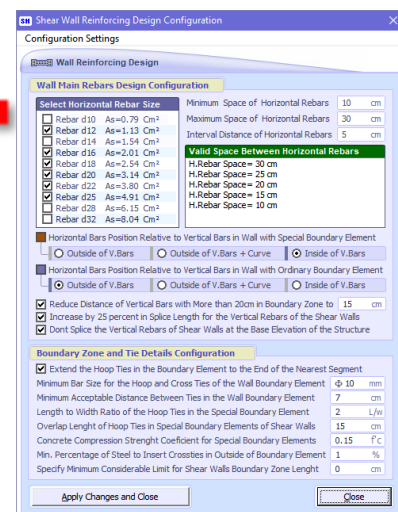 SH Shear Wall Reinforcing Design Configuration
Configuration Settings
Wall Reinforcing Design
Wall Main Rebars Design Configuration
Select Horizontal Rebar Size
Rebar d10 As=0.79 Cm²
Rebar d12 As=1.13 Cm²
Rebar d14 As=1.54 Cm²
Rebar d16 As=2.01 Cm²
Rebar d18 As=2.54 Cm²
Rebar d20 As=3.14 Cm²
Rebar d22 As=3.80 Cm²
Rebar d25 As=4.91 Cm²
Rebar d28 As=6.15 Cm²
Rebar d32 As=8.04 Cm²
Minimum Space of Horizontal Rebars 10 cm
Maximum Space of Horizontal Rebars 30 cm
Interval Distance of Horizontal Rebars 5 cm
Valid Space Between Horizontal Rebars
H.Rebar Space= 30 cm
H.Rebar Space= 25 cm
H.Rebar Space= 20 cm
H.Rebar Space= 15 cm
H.Rebar Space= 10 cm
Horizontal Bars Position Relative to Vertical Bars in Wall with Special Boundary Element
Outside of V.Bars Outside of V.Bars + Curve Inside of V.Bars
Horizontal Bars Position Relative to Vertical Bars in Wall with Ordinary Boundary Element
Outside of V.Bars Outside of V.Bars + Curve Inside of V.Bars
Reduce Distance of Vertical Bars with More than 20cm in Boundary Zone to 15 cm
Increase by 25 percent in Splice Length for the Vertical Rebars of the Shear Walls
Dont Splice the Vertical Rebars of Shear Walls at the Base Elevation of the Structure
Boundary Zone and Tie Details Configuration
Extend the Hoop Ties in the Boundary Element to the End of the Nearest Segment
Minimum Bar Size for the Hoop and Cross Ties of the Wall Boundary Element Φ 10 mm
Minimum Acceptable Distance Between Ties in the Wall Boundary Element 7 cm
Length to Width Ratio of the Hoop Ties in the Special Boundary Element 2 L/w
Overlap Lenght of Hoop Ties in Special Boundary Elements of Shear Walls 15 cm
Concrete Compression Strenght Coeficient for Special Boundary Elements 0.15 f'c
Min. Percentage of Steel to Insert Crossties in Outside of Boundary Element 1 %
Specify Minimum Considerable Limit for Shear Walls Boundary Zone Lenght 0 cm
Apply Changes and Close
Close